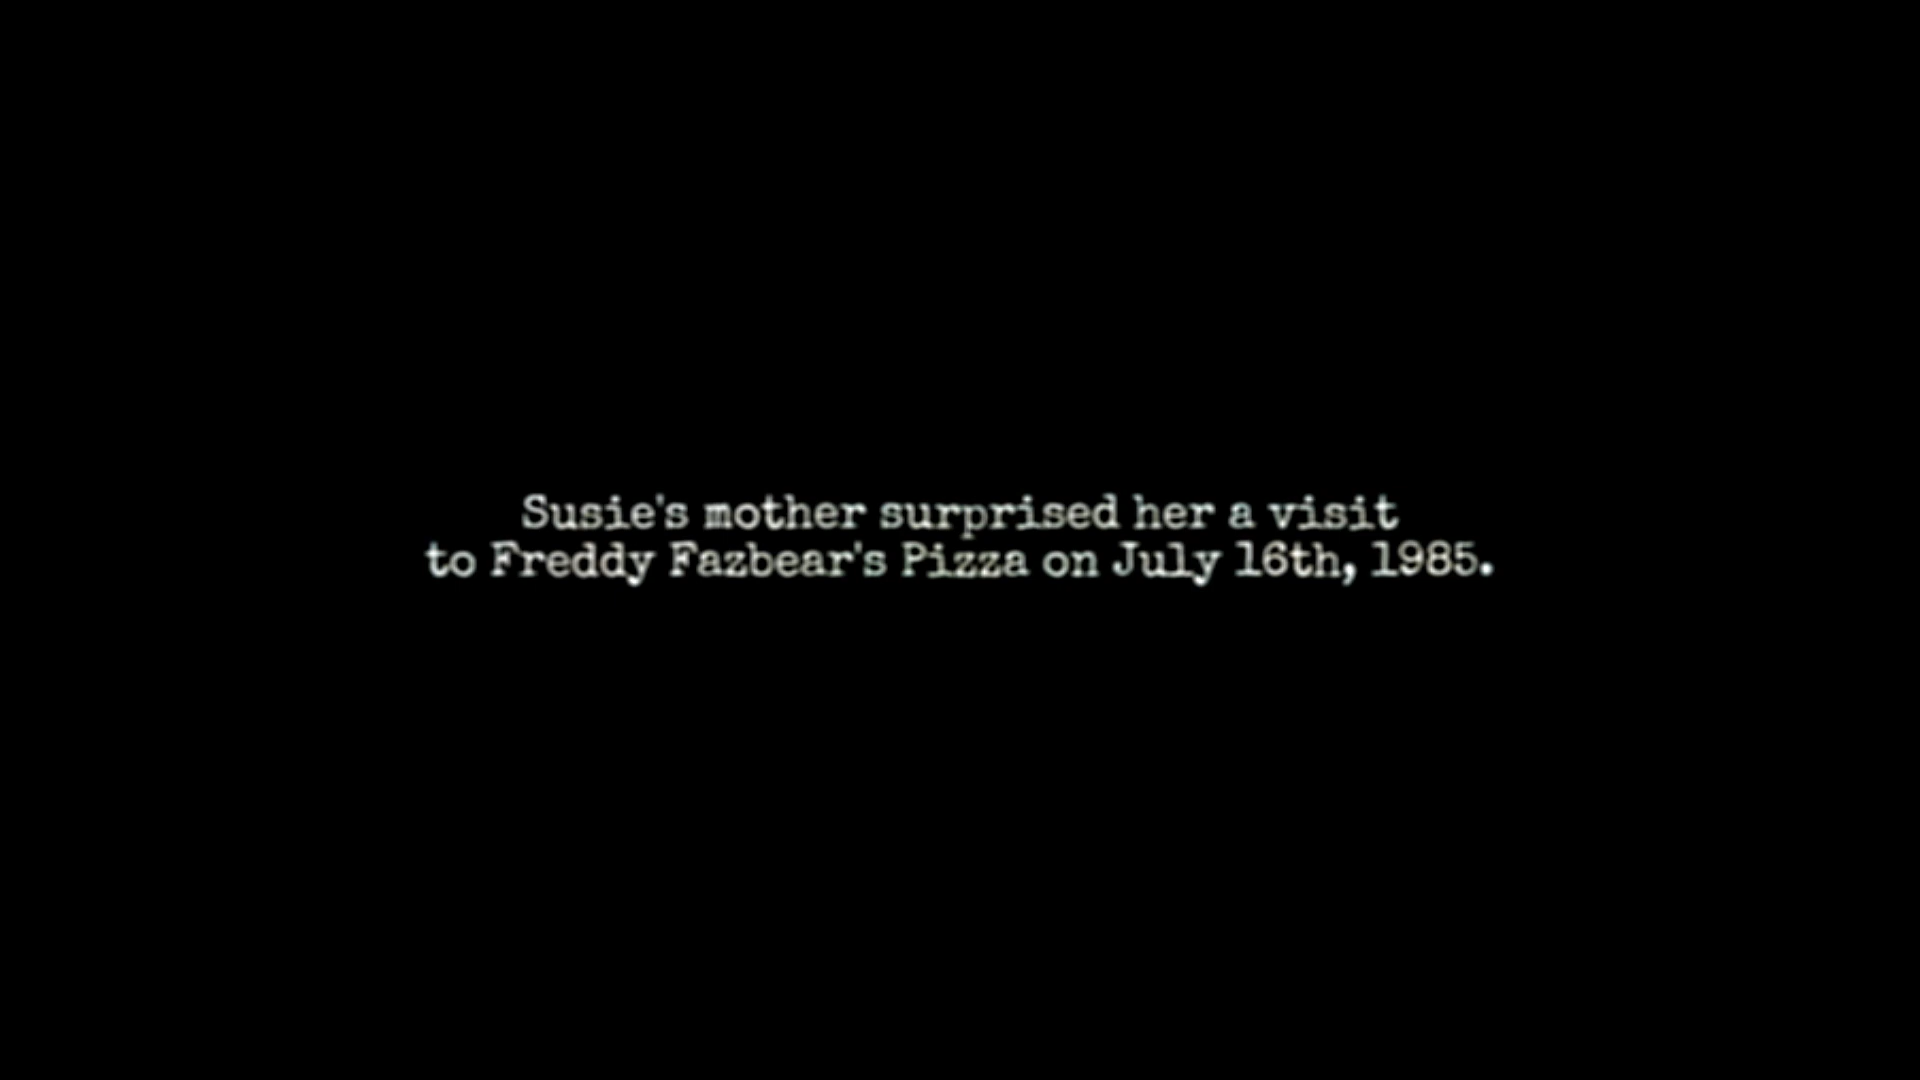 Susie's mother surprised her a visit
to Freddy Fazbear's Pizza on July 16th, 1985.